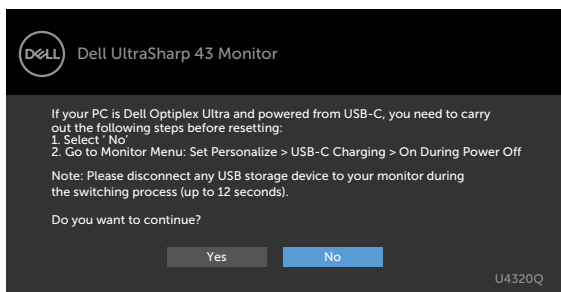 DELL
Dell UltraSharp 43 Monitor
If your PC is Dell Optiplex Ultra and powered from USB-C, you need to carry
out the following steps before resetting:
1. Select ‘ No’
2. Go to Monitor Menu: Set Personalize > USB-C Charging > On During Power Off
Note: Please disconnect any USB storage device to your monitor during
the switching process (up to 12 seconds).
Do you want to continue?
Yes No
U4320Q